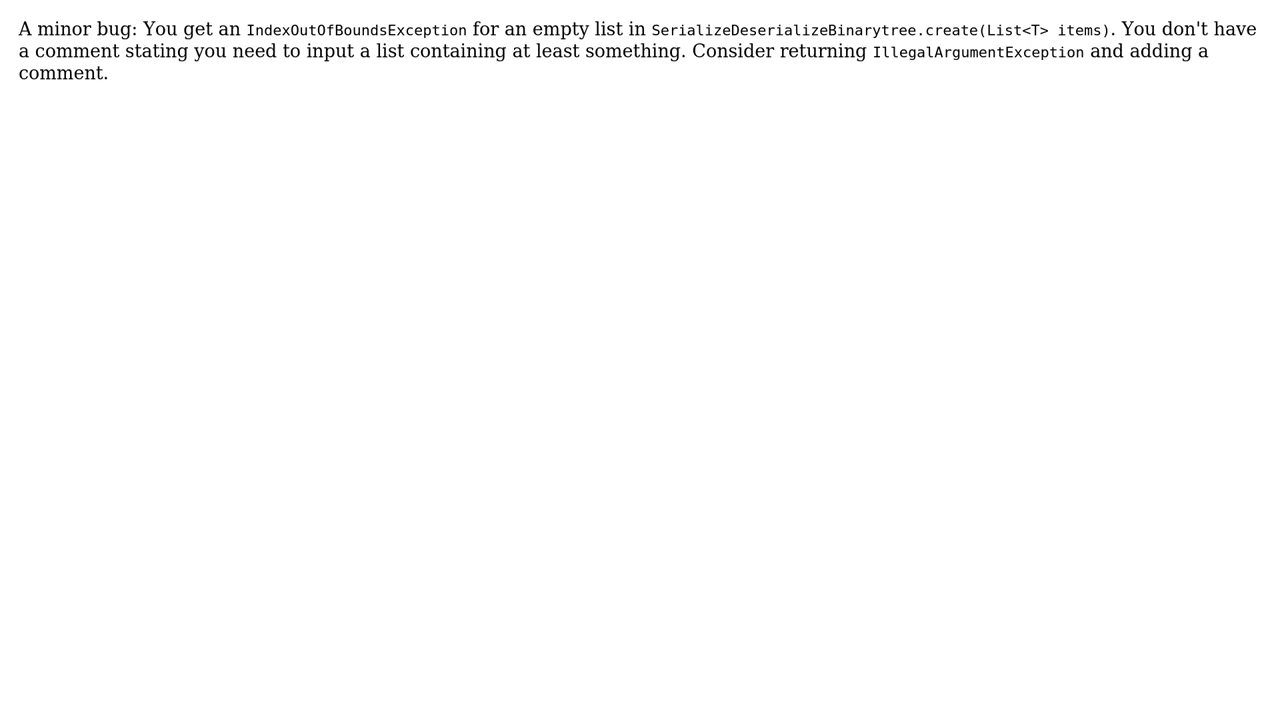 A minor bug: You get an IndexOutOfBoundsException for an empty list in SerializeDeserializeBinarytree.create(List<T> items). You don't have
a comment stating you need to input a list containing at least something. Consider returning IllegalArgumentException and adding a
comment.